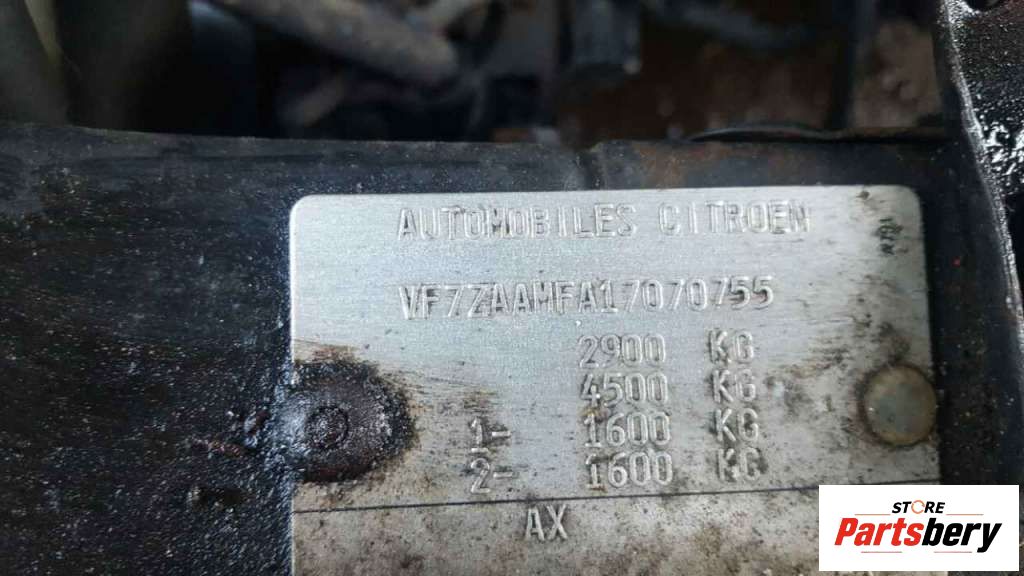 AUTOMOBILES CITROEN
VF7ZAAMFA17070755
2900 KG
4500 KG
1- 1600 KG
2- 1600 KG
AX
STORE
Partsbery